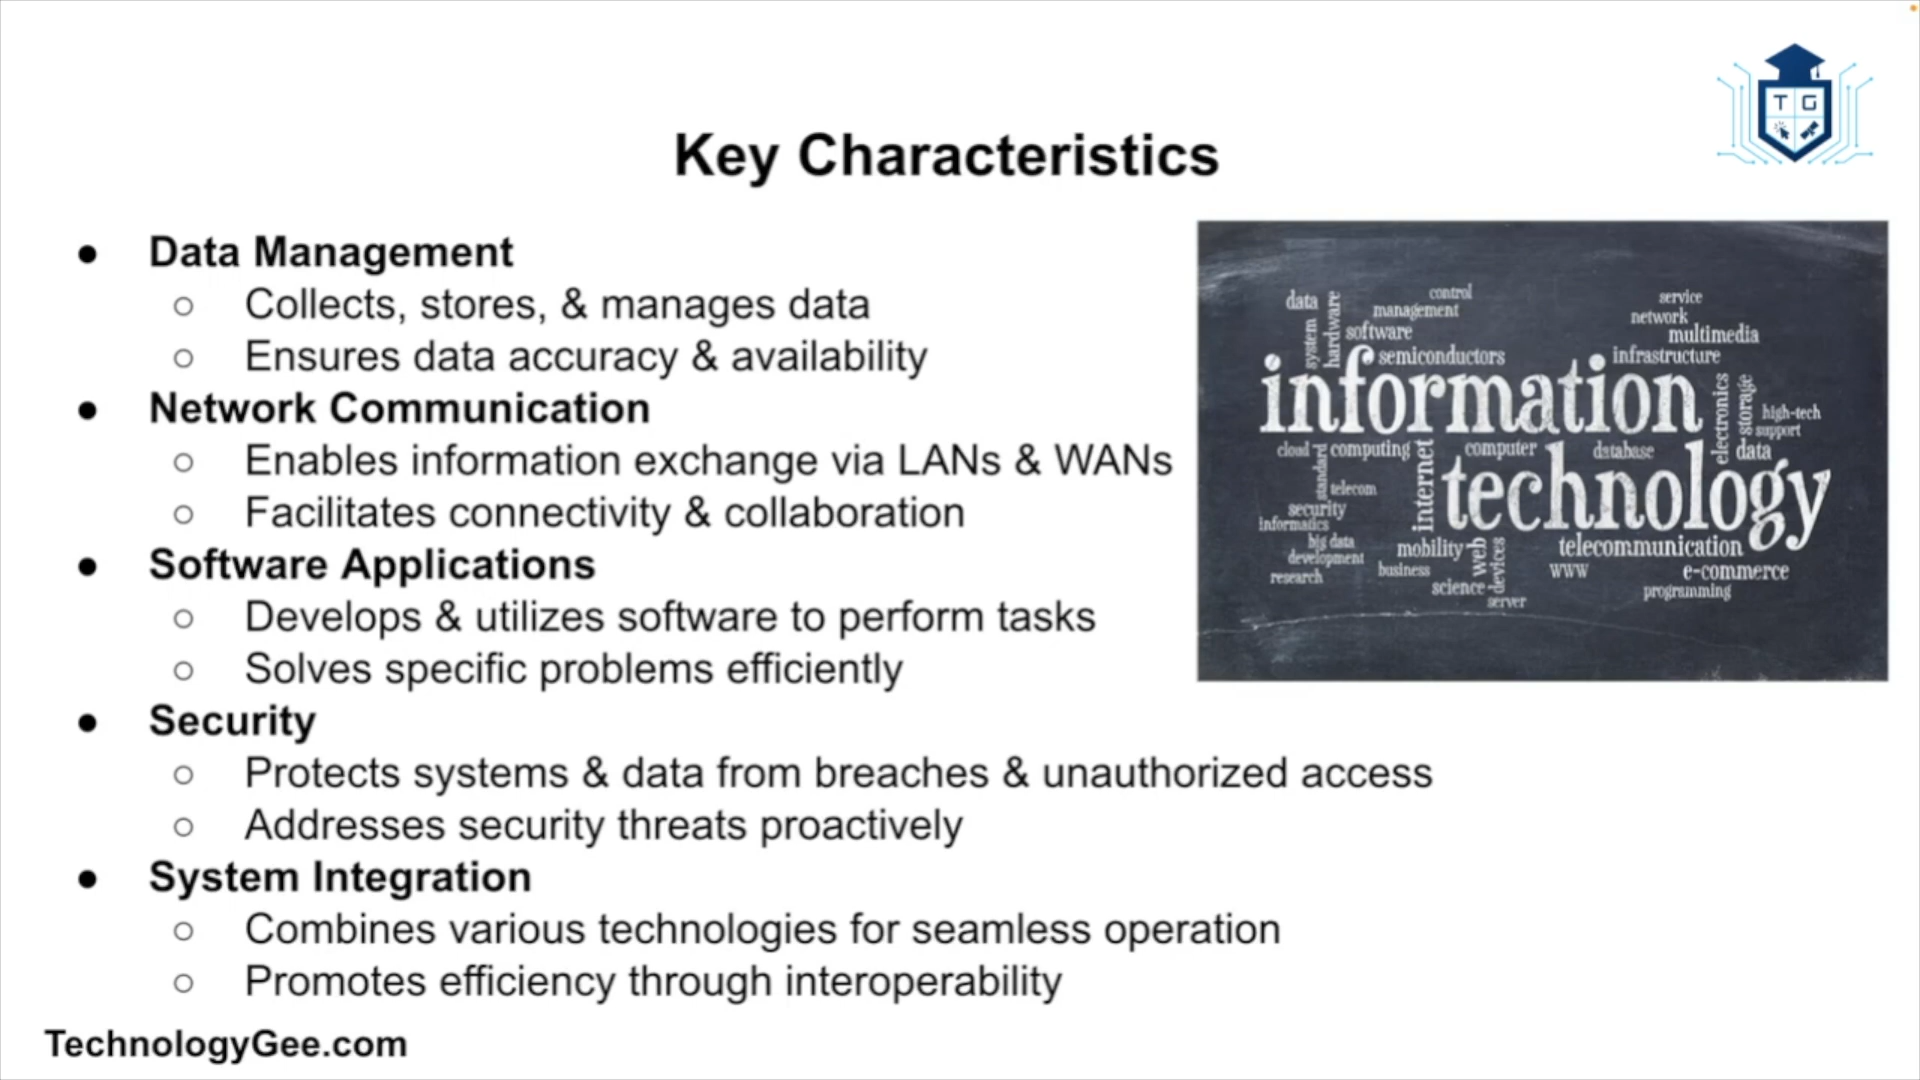 T G
Key Characteristics
● Data Management
○ Collects, stores, & manages data
○ Ensures data accuracy & availability
● Network Communication
○ Enables information exchange via LANs & WANs
○ Facilitates connectivity & collaboration
● Software Applications
○ Develops & utilizes software to perform tasks
○ Solves specific problems efficiently
● Security
○ Protects systems & data from breaches & unauthorized access
○ Addresses security threats proactively
● System Integration
○ Combines various technologies for seamless operation
○ Promotes efficiency through interoperability
data
hardware
system
control
management
software
semiconductors
service
network
multimedia
infrastructure
information
electronics
storage
high-tech
support
data
cloud
computing
standard
internet
computer
database
technology
telecom
security
informatics
big data
development
research
mobility
business
web
devices
science
server
telecommunication
www
e-commerce
programming
TechnologyGee.com